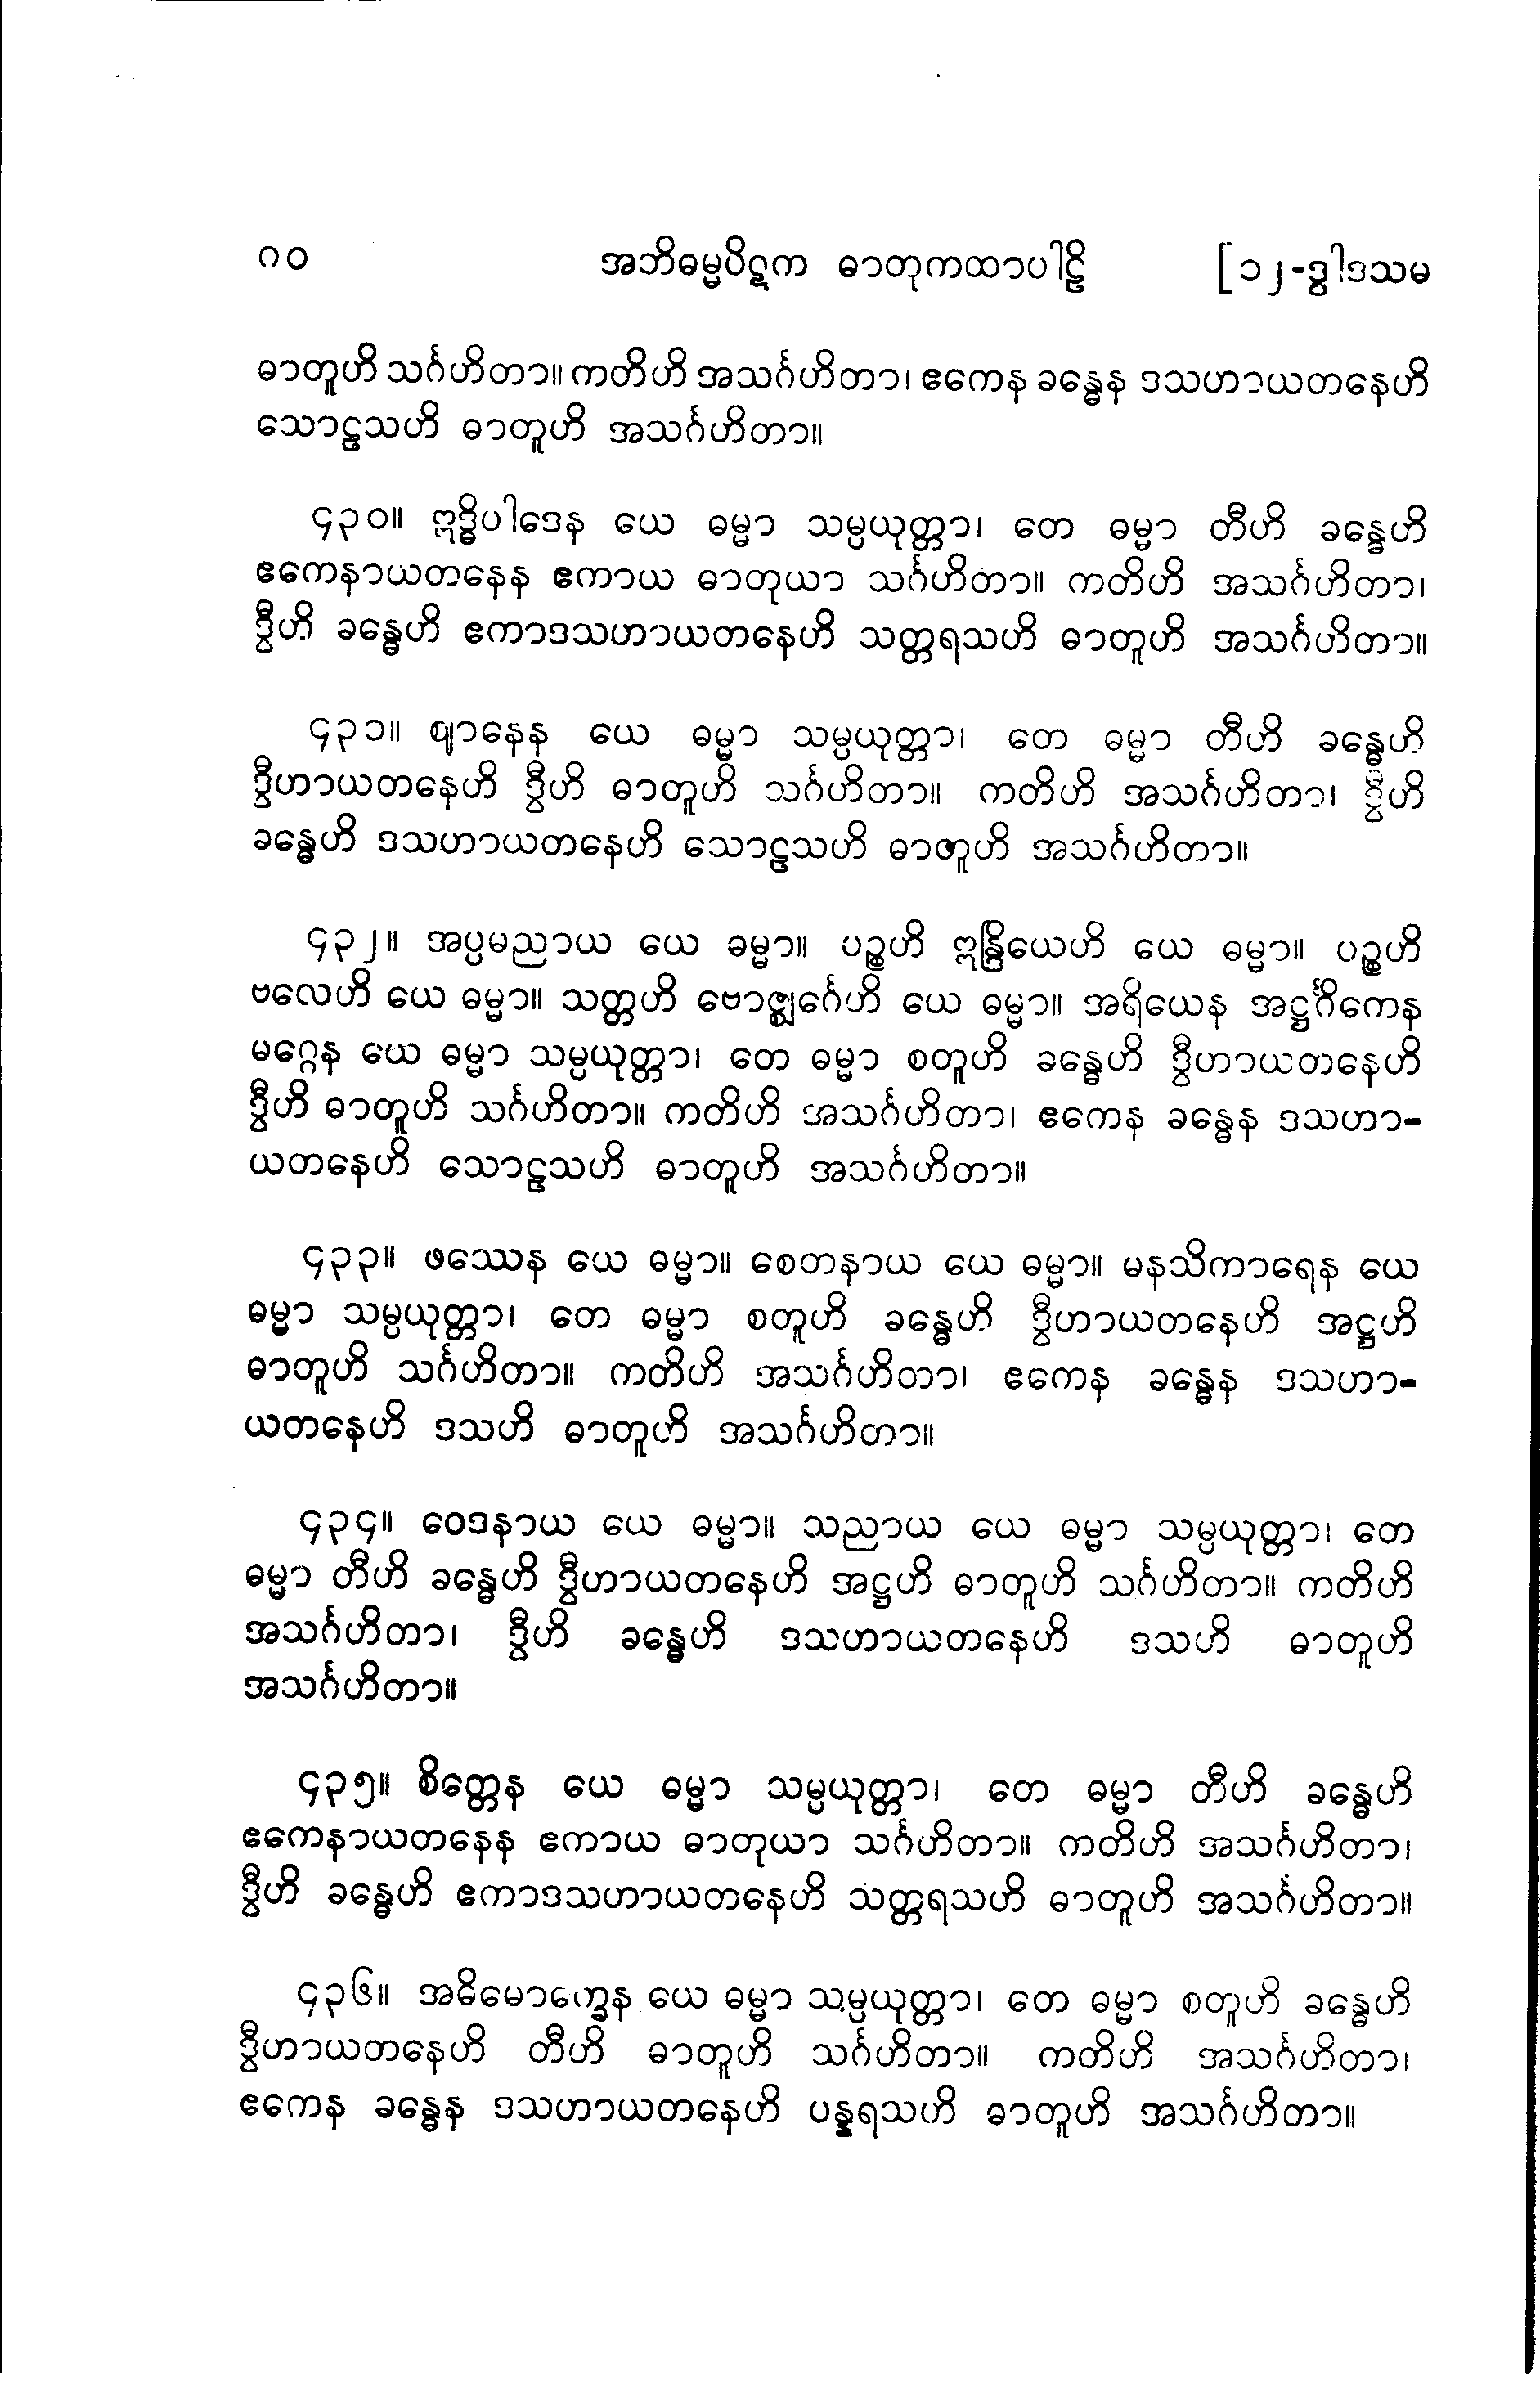 ၈၀ အဘိဓမ္မပိဋက ဓာတုကထာပါဠိ [၁၂-ဒွါဒသမ
ဓာတူဟိ သင်္ဂဟိတာ။ ကတိဟိ အသင်္ဂဟိတာ၊ ဧကေန ခန္ဓေန ဒသဟာယတနေဟိ
သောဠသဟိ ဓာတူဟိ အသင်္ဂဟိတာ။
၄၃၀။ ဣဒ္ဓိပါဒေန ယေ ဓမ္မာ သမ္ပယုတ္တာ၊ တေ ဓမ္မာ တီဟိ ခန္ဓေဟိ
ဧကေနာယတနေန ဧကာယ ဓာတုယာ သင်္ဂဟိတာ။ ကတိဟိ အသင်္ဂဟိတာ၊
ဒွီဟိ ခန္ဓေဟိ ဧကာဒသဟာယတနေဟိ သတ္တရသဟိ ဓာတူဟိ အသင်္ဂဟိတာ။
၄၃၁။ ဈာနေန ယေ ဓမ္မာ သမ္ပယုတ္တာ၊ တေ ဓမ္မာ တီဟိ ခန္ဓေဟိ
ဒွီဟာယတနေဟိ ဒွီဟိ ဓာတူဟိ သင်္ဂဟိတာ။ ကတိဟိ အသင်္ဂဟိတာ၊ ဒွီဟိ
ခန္ဓေဟိ ဒသဟာယတနေဟိ သောဠသဟိ ဓာတူဟိ အသင်္ဂဟိတာ။
၄၃၂။ အပ္ပမညာယ ယေ ဓမ္မာ။ ပဉ္စဟိ ဣန္ဒြိယေဟိ ယေ ဓမ္မာ။ ပဉ္စဟိ
ဗလေဟိ ယေ ဓမ္မာ။ သတ္တဟိ ဗောဇ္ဈင်္ဂေဟိ ယေ ဓမ္မာ။ အရိယေန အဋ္ဌင်္ဂိကေန
မဂ္ဂေန ယေ ဓမ္မာ သမ္ပယုတ္တာ၊ တေ ဓမ္မာ စတူဟိ ခန္ဓေဟိ ဒွီဟာယတနေဟိ
ဒွီဟိ ဓာတူဟိ သင်္ဂဟိတာ။ ကတိဟိ အသင်္ဂဟိတာ၊ ဧကေန ခန္ဓေန ဒသဟာ-
ယတနေဟိ သောဠသဟိ ဓာတူဟိ အသင်္ဂဟိတာ။
၄၃၃။ ဖဿေန ယေ ဓမ္မာ။ စေတနာယ ယေ ဓမ္မာ။ မနသိကာရေန ယေ
ဓမ္မာ သမ္ပယုတ္တာ၊ တေ ဓမ္မာ စတူဟိ ခန္ဓေဟိ ဒွီဟာယတနေဟိ အဋ္ဌဟိ
ဓာတူဟိ သင်္ဂဟိတာ။ ကတိဟိ အသင်္ဂဟိတာ၊ ဧကေန ခန္ဓေန ဒသဟာ-
ယတနေဟိ ဒသဟိ ဓာတူဟိ အသင်္ဂဟိတာ။
၄၃၄။ ဝေဒနာယ ယေ ဓမ္မာ။ သညာယ ယေ ဓမ္မာ သမ္ပယုတ္တာ၊ တေ
ဓမ္မာ တီဟိ ခန္ဓေဟိ ဒွီဟာယတနေဟိ အဋ္ဌဟိ ဓာတူဟိ သင်္ဂဟိတာ။ ကတိဟိ
အသင်္ဂဟိတာ၊ ဒွီဟိ ခန္ဓေဟိ ဒသဟာယတနေဟိ ဒသဟိ ဓာတူဟိ
အသင်္ဂဟိတာ။
၄၃၅။ စိတ္တေန ယေ ဓမ္မာ သမ္ပယုတ္တာ၊ တေ ဓမ္မာ တီဟိ ခန္ဓေဟိ
ဧကေနာယတနေန ဧကာယ ဓာတုယာ သင်္ဂဟိတာ။ ကတိဟိ အသင်္ဂဟိတာ၊
ဒွီဟိ ခန္ဓေဟိ ဧကာဒသဟာယတနေဟိ သတ္တရသဟိ ဓာတူဟိ အသင်္ဂဟိတာ။
၄၃၆။ အဓိမောက္ခေန ယေ ဓမ္မာ သမ္ပယုတ္တာ၊ တေ ဓမ္မာ စတူဟိ ခန္ဓေဟိ
ဒွီဟာယတနေဟိ တီဟိ ဓာတူဟိ သင်္ဂဟိတာ။ ကတိဟိ အသင်္ဂဟိတာ၊
ဧကေန ခန္ဓေန ဒသဟာယတနေဟိ ပန္နရသဟိ ဓာတူဟိ အသင်္ဂဟိတာ။